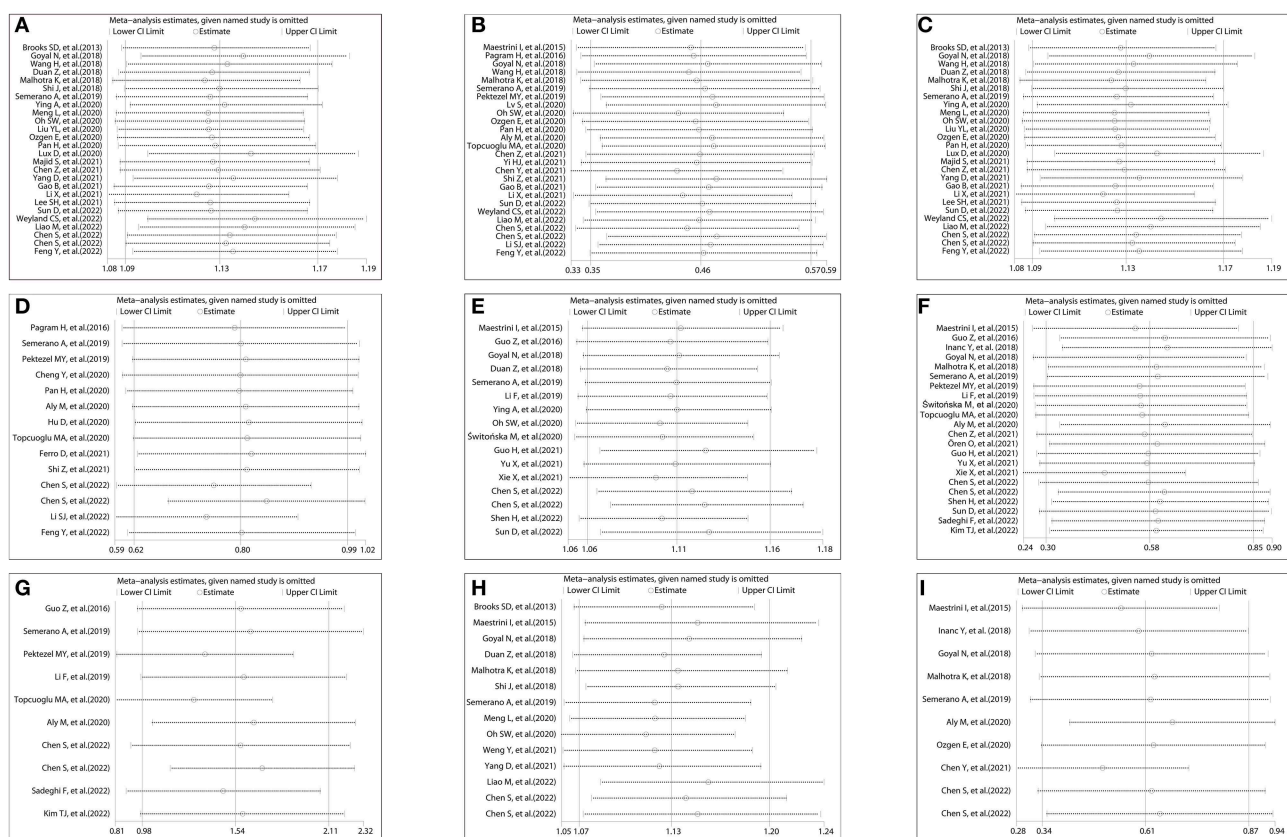 A
Meta−analysis estimates, given named study is omitted
Lower CI Limit Estimate Upper CI Limit
Brooks SD, et al.(2013)
Goyal N, et al.(2018)
Wang H, et al.(2018)
Duan Z, et al.(2018)
Malhotra K, et al.(2018)
Shi J, et al.(2018)
Semerano A, et al.(2019)
Ying A, et al.(2020)
Meng L, et al.(2020)
Oh SW, et al.(2020)
Liu YL, et al.(2020)
Ozgen E, et al.(2020)
Pan H, et al.(2020)
Lux D, et al.(2020)
Majid S, et al.(2021)
Chen Z, et al.(2021)
Yang D, et al.(2021)
Gao B, et al.(2021)
Li X, et al.(2021)
Lee SH, et al.(2021)
Sun D, et al.(2022)
Weyland CS, et al.(2022)
Liao M, et al.(2022)
Chen S, et al.(2022)
Chen S, et al.(2022)
Feng Y, et al.(2022)
1.08 1.09 1.13 1.17 1.19
B
Meta−analysis estimates, given named study is omitted
Lower CI Limit Estimate Upper CI Limit
Maestrini I, et al.(2015)
Pagram H, et al.(2016)
Goyal N, et al.(2018)
Wang H, et al.(2018)
Malhotra K, et al.(2018)
Semerano A, et al.(2019)
Pektezel MY, et al.(2019)
Lv S, et al.(2020)
Oh SW, et al.(2020)
Ozgen E, et al.(2020)
Pan H, et al.(2020)
Aly M, et al.(2020)
Topcuoglu MA, et al.(2020)
Chen Z, et al.(2021)
Yi HJ, et al.(2021)
Chen Y, et al.(2021)
Shi Z, et al.(2021)
Gao B, et al.(2021)
Li X, et al.(2021)
Sun D, et al.(2022)
Weyland CS, et al.(2022)
Liao M, et al.(2022)
Chen S, et al.(2022)
Chen S, et al.(2022)
Li SJ, et al.(2022)
Feng Y, et al.(2022)
0.33 0.35 0.46 0.57 0.59
C
Meta−analysis estimates, given named study is omitted
Lower CI Limit Estimate Upper CI Limit
Brooks SD, et al.(2013)
Goyal N, et al.(2018)
Wang H, et al.(2018)
Duan Z, et al.(2018)
Malhotra K, et al.(2018)
Shi J, et al.(2018)
Semerano A, et al.(2019)
Ying A, et al.(2020)
Meng L, et al.(2020)
Oh SW, et al.(2020)
Liu YL, et al.(2020)
Ozgen E, et al.(2020)
Pan H, et al.(2020)
Lux D, et al.(2020)
Majid S, et al.(2021)
Chen Z, et al.(2021)
Yang D, et al.(2021)
Gao B, et al.(2021)
Li X, et al.(2021)
Lee SH, et al.(2021)
Sun D, et al.(2022)
Weyland CS, et al.(2022)
Liao M, et al.(2022)
Chen S, et al.(2022)
Chen S, et al.(2022)
Feng Y, et al.(2022)
1.08 1.09 1.13 1.17 1.19
D
Meta−analysis estimates, given named study is omitted
Lower CI Limit Estimate Upper CI Limit
Pagram H, et al.(2016)
Semerano A, et al.(2019)
Pektezel MY, et al.(2019)
Cheng Y, et al.(2020)
Pan H, et al.(2020)
Aly M, et al.(2020)
Hu D, et al.(2020)
Topcuoglu MA, et al.(2020)
Ferro D, et al.(2021)
Shi Z, et al.(2021)
Chen S, et al.(2022)
Chen S, et al.(2022)
Li SJ, et al.(2022)
Feng Y, et al.(2022)
0.59 0.62 0.80 0.99 1.02
E
Meta−analysis estimates, given named study is omitted
Lower CI Limit Estimate Upper CI Limit
Maestrini I, et al.(2015)
Guo Z, et al.(2016)
Goyal N, et al.(2018)
Duan Z, et al.(2018)
Semerano A, et al.(2019)
Li F, et al.(2019)
Ying A, et al.(2020)
Oh SW, et al.(2020)
Świtońska M, et al.(2020)
Guo H, et al.(2021)
Yu X, et al.(2021)
Xie X, et al.(2021)
Chen S, et al.(2022)
Chen S, et al.(2022)
Shen H, et al.(2022)
Sun D, et al.(2022)
1.06 1.06 1.11 1.16 1.18
F
Meta−analysis estimates, given named study is omitted
Lower CI Limit Estimate Upper CI Limit
Maestrini I, et al.(2015)
Guo Z, et al.(2016)
Inanc Y, et al. (2018)
Goyal N, et al.(2018)
Malhotra K, et al.(2018)
Semerano A, et al.(2019)
Pektezel MY, et al.(2019)
Li F, et al.(2019)
Świtońska M, et al.(2020)
Topcuoglu MA, et al.(2020)
Aly M, et al.(2020)
Chen Z, et al.(2021)
Ören O, et al.(2021)
Guo H, et al.(2021)
Yu X, et al.(2021)
Xie X, et al.(2021)
Chen S, et al.(2022)
Chen S, et al.(2022)
Shen H, et al.(2022)
Sun D, et al.(2022)
Sadeghi F, et al.(2022)
Kim TJ, et al.(2022)
0.24 0.30 0.58 0.85 0.90
G
Meta−analysis estimates, given named study is omitted
Lower CI Limit Estimate Upper CI Limit
Guo Z, et al.(2016)
Semerano A, et al.(2019)
Pektezel MY, et al.(2019)
Li F, et al.(2019)
Topcuoglu MA, et al.(2020)
Aly M, et al.(2020)
Chen S, et al.(2022)
Chen S, et al.(2022)
Sadeghi F, et al.(2022)
Kim TJ, et al.(2022)
0.81 0.98 1.54 2.11 2.32
H
Meta−analysis estimates, given named study is omitted
Lower CI Limit Estimate Upper CI Limit
Brooks SD, et al.(2013)
Maestrini I, et al.(2015)
Goyal N, et al.(2018)
Duan Z, et al.(2018)
Malhotra K, et al.(2018)
Shi J, et al.(2018)
Semerano A, et al.(2019)
Meng L, et al.(2020)
Oh SW, et al.(2020)
Weng Y, et al.(2021)
Yang D, et al.(2021)
Liao M, et al.(2022)
Chen S, et al.(2022)
Chen S, et al.(2022)
1.05 1.07 1.13 1.20 1.24
I
Meta−analysis estimates, given named study is omitted
Lower CI Limit Estimate Upper CI Limit
Maestrini I, et al.(2015)
Inanc Y, et al. (2018)
Goyal N, et al.(2018)
Malhotra K, et al.(2018)
Semerano A, et al.(2019)
Aly M, et al.(2020)
Ozgen E, et al.(2020)
Chen Y, et al.(2021)
Chen S, et al.(2022)
Chen S, et al.(2022)
0.28 0.34 0.61 0.87 0.94